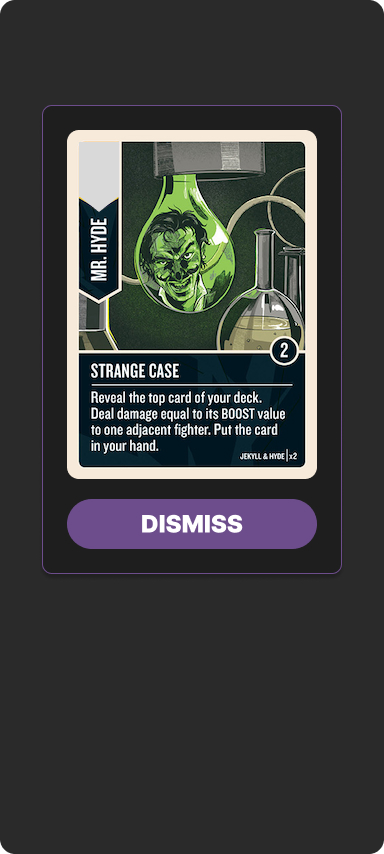 MR. HYDE
2
STRANGE CASE
Reveal the top card of your deck.
Deal damage equal to its BOOST value
to one adjacent fighter. Put the card
in your hand.
JEKYLL & HYDE | x2
DISMISS